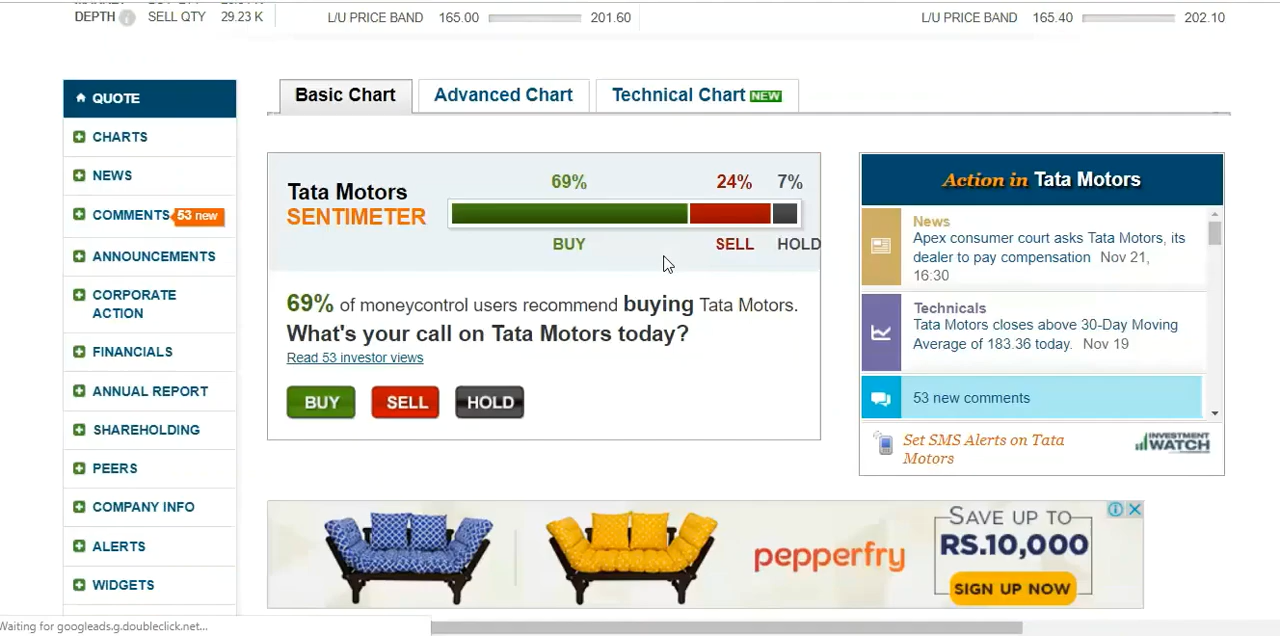 DEPTH
SELL QTY 29.23 K
L/U PRICE BAND 165.00 201.60
L/U PRICE BAND 165.40 202.10
QUOTE
CHARTS
NEWS
COMMENTS 53 new
ANNOUNCEMENTS
CORPORATE
ACTION
FINANCIALS
ANNUAL REPORT
SHAREHOLDING
PEERS
COMPANY INFO
ALERTS
WIDGETS
Basic Chart Advanced Chart Technical Chart NEW
Tata Motors
SENTIMETER
69% 24% 7%
BUY SELL HOLD
69% of moneycontrol users recommend buying Tata Motors.
What's your call on Tata Motors today?
Read 53 investor views
BUY SELL HOLD
Action in Tata Motors
News
Apex consumer court asks Tata Motors, its
dealer to pay compensation Nov 21,
16:30
Technicals
Tata Motors closes above 30-Day Moving
Average of 183.36 today. Nov 19
53 new comments
Set SMS Alerts on Tata
Motors
INVESTMENT
WATCH
pepperfry
SAVE UP TO
RS.10,000
SIGN UP NOW
Waiting for googleads.g.doubleclick.net...